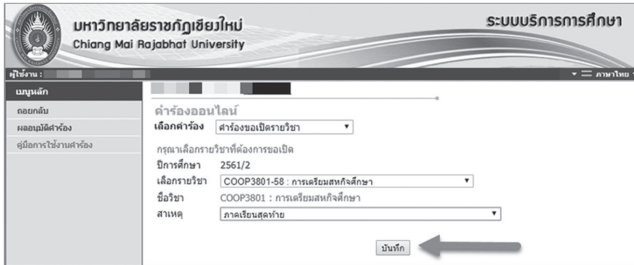 มหาวิทยาลัยราชภัฏเชียงใหม่
Chiang Mai Rajabhat University
ระบบบริการการศึกษา
ผู้ใช้งาน :
ภาษาไทย
เมนูหลัก
ถอยกลับ
ผลอนุมัติคำร้อง
คู่มือการใช้งานคำร้อง
คำร้องออนไลน์
เลือกคำร้อง คำร้องขอเปิดรายวิชา
กรุณาเลือกรายวิชาที่ต้องการขอเปิด
ปีการศึกษา 2561/2
เลือกรายวิชา COOP3801-58 : การเตรียมสหกิจศึกษา
ชื่อวิชา COOP3801 : การเตรียมสหกิจศึกษา
สาเหตุ ภาคเรียนสุดท้าย
บันทึก